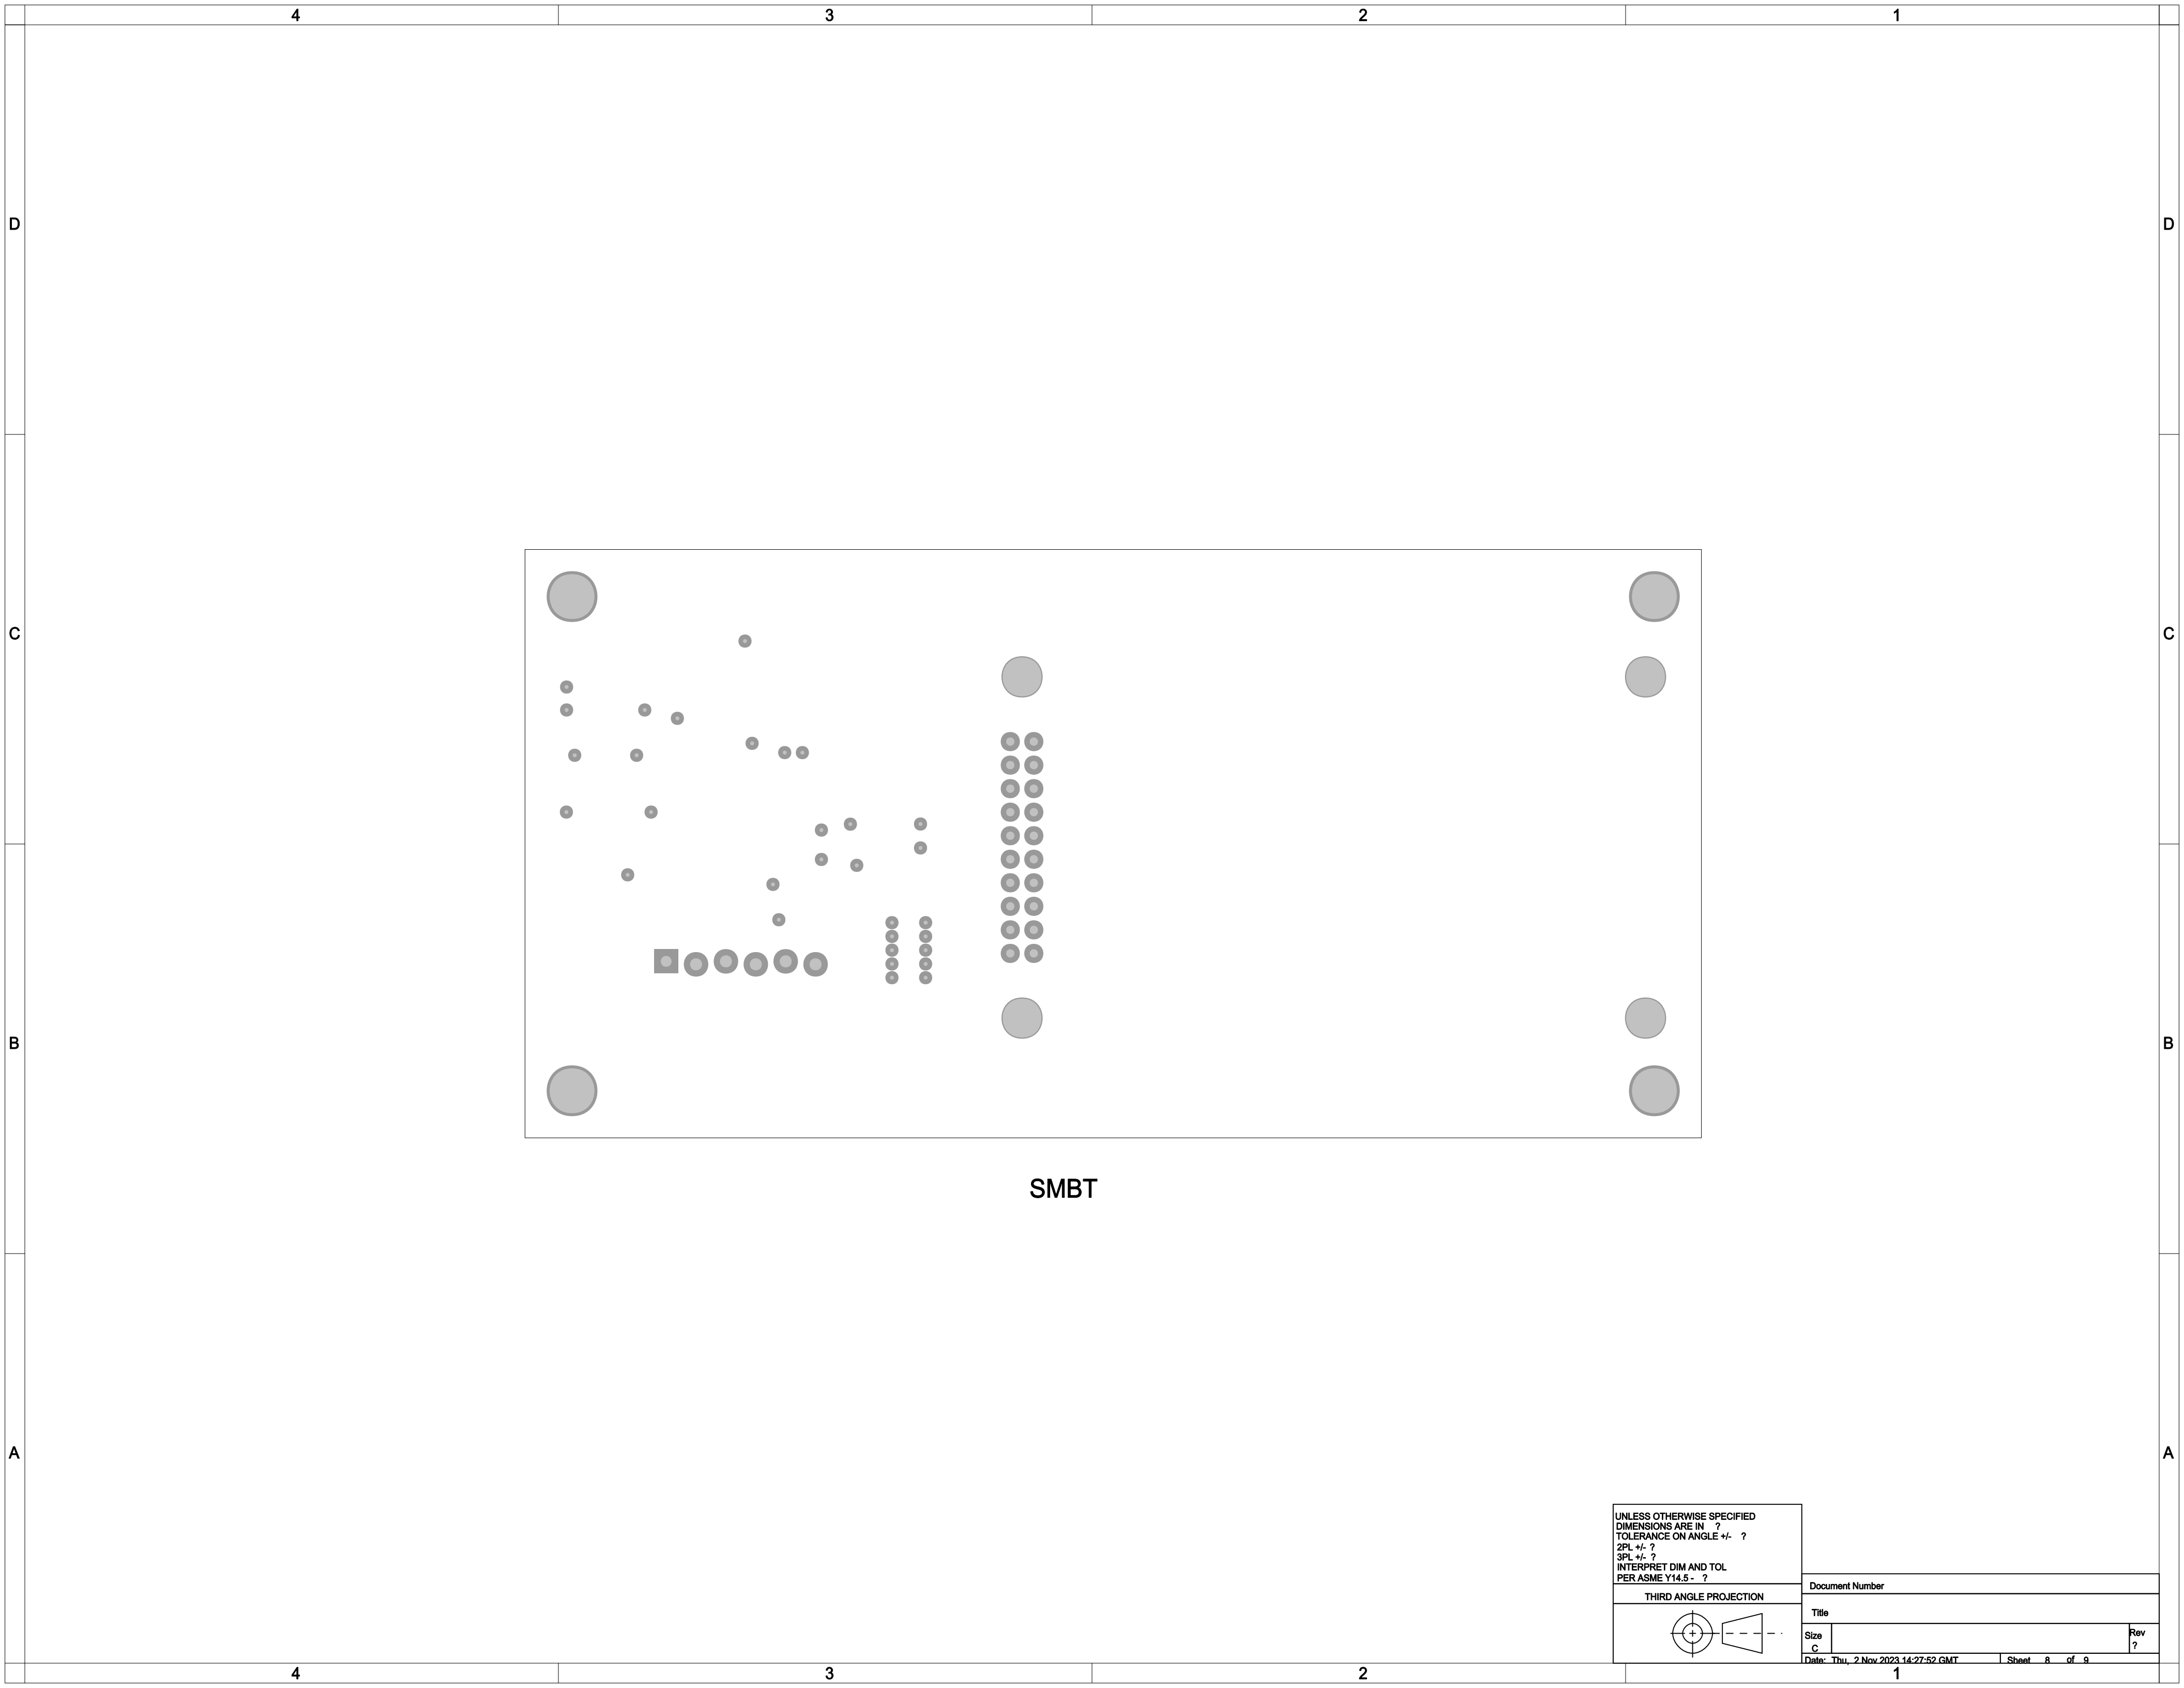 4 3 2 1
D D
C C
B B
SMBT
A A
UNLESS OTHERWISE SPECIFIED
DIMENSIONS ARE IN ?
TOLERANCE ON ANGLE +/- ?
2PL +/- ?
3PL +/- ?
INTERPRET DIM AND TOL
PER ASME Y14.5 - ?
THIRD ANGLE PROJECTION
Document Number
Title
Size
C
Rev
?
Date: Thu, 2 Nov 2023 14:27:52 GMT
Sheet 8 of 9
4 3 2 1